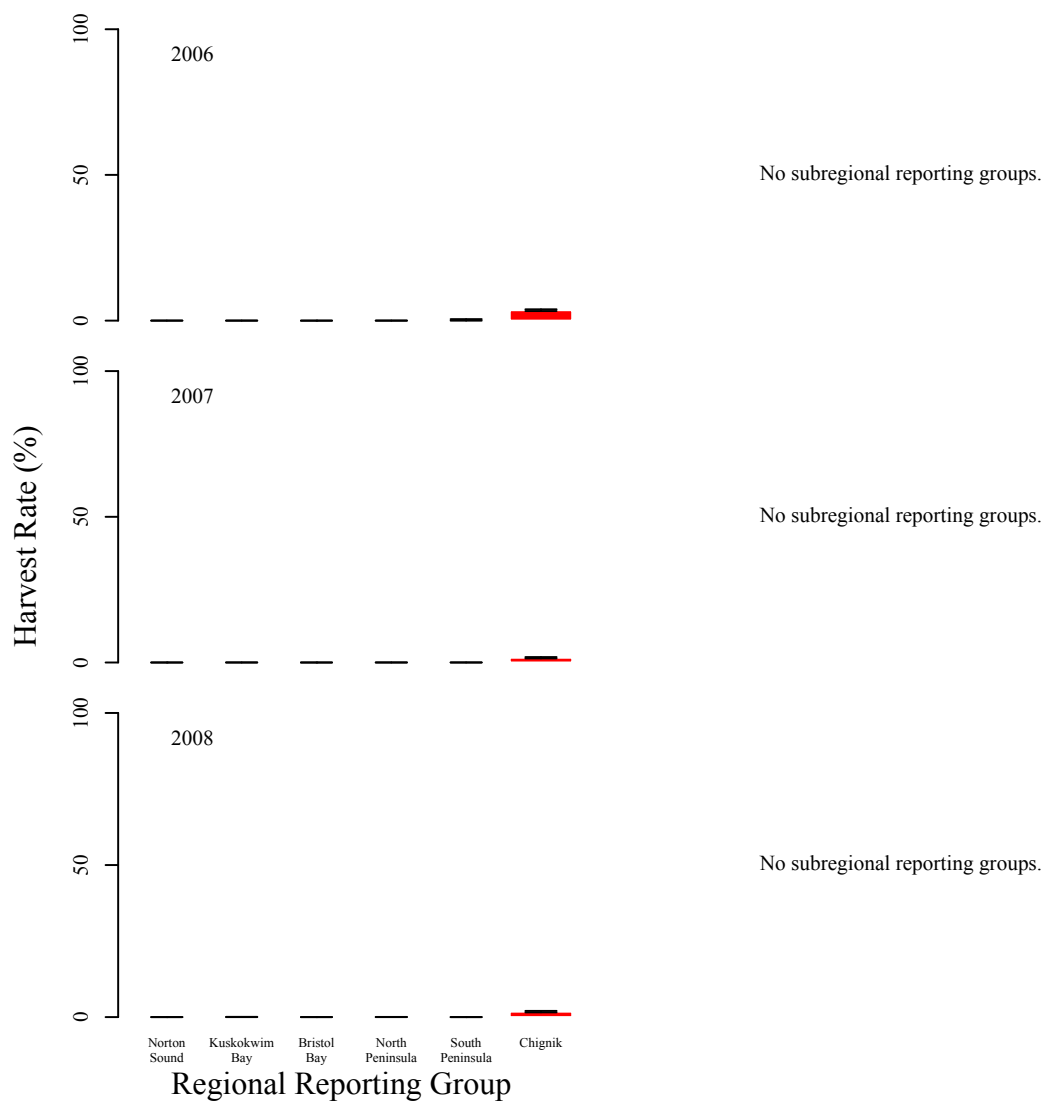 100
2006
50
No subregional reporting groups.
0
100
2007
50
No subregional reporting groups.
0
Harvest Rate (%)
100
2008
50
No subregional reporting groups.
0
Norton Sound
Kuskokwim Bay
Bristol Bay
North Peninsula
South Peninsula
Chignik
Regional Reporting Group